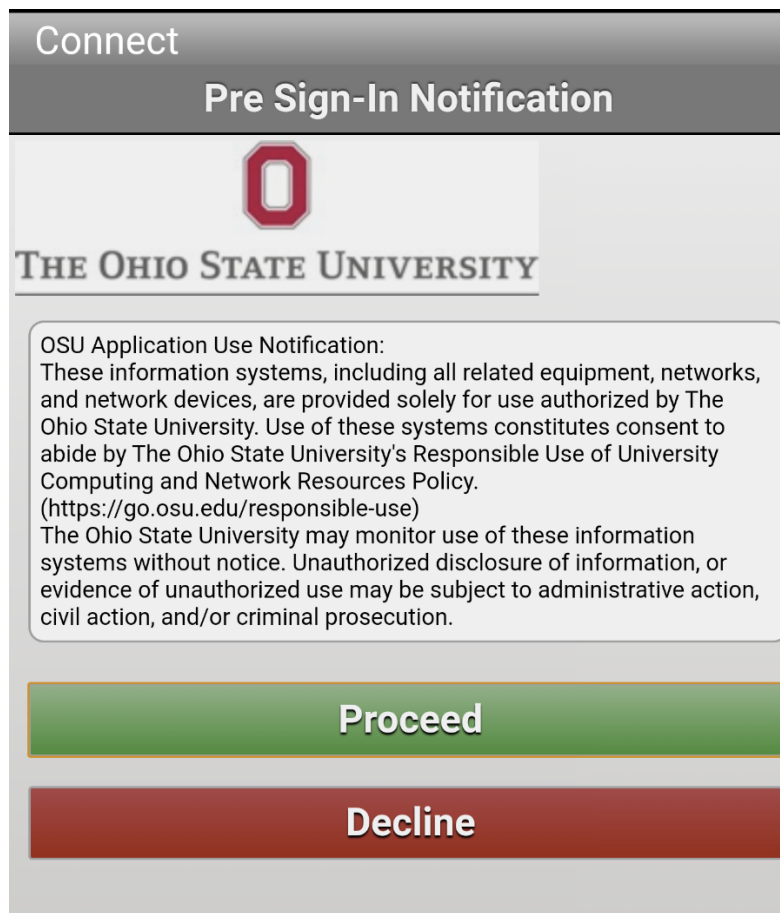 Connect
Pre Sign-In Notification
O
THE OHIO STATE UNIVERSITY
OSU Application Use Notification:
These information systems, including all related equipment, networks,
and network devices, are provided solely for use authorized by The
Ohio State University. Use of these systems constitutes consent to
abide by The Ohio State University's Responsible Use of University
Computing and Network Resources Policy.
(https://go.osu.edu/responsible-use)
The Ohio State University may monitor use of these information
systems without notice. Unauthorized disclosure of information, or
evidence of unauthorized use may be subject to administrative action,
civil action, and/or criminal prosecution.
Proceed
Decline